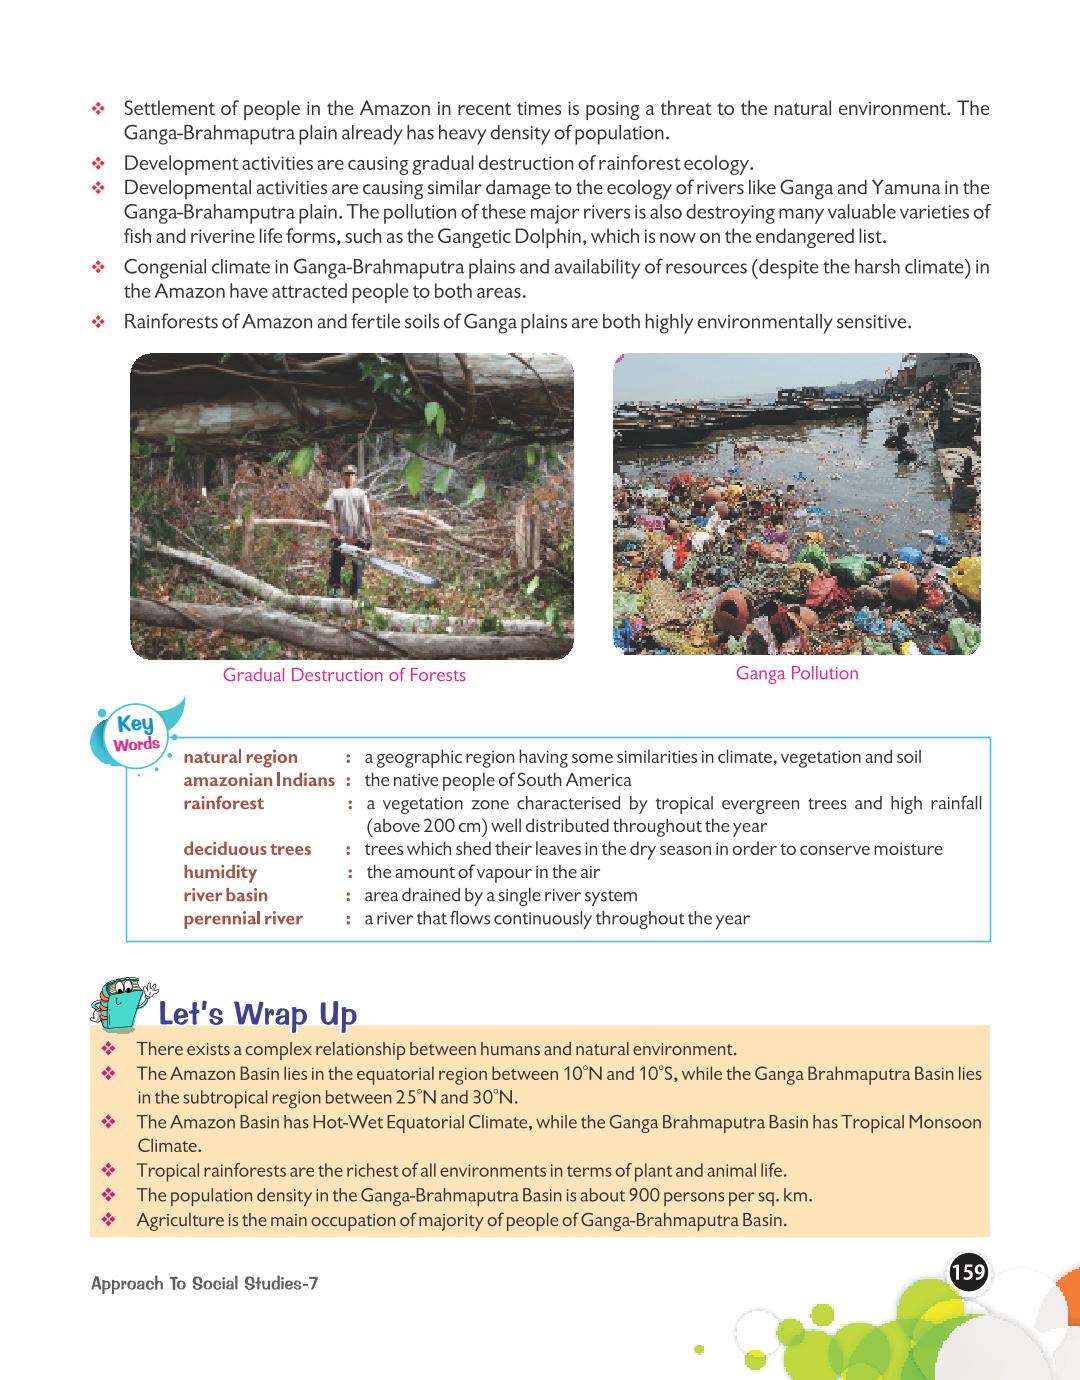 ❖ Settlement of people in the Amazon in recent times is posing a threat to the natural environment. The
Ganga-Brahmaputra plain already has heavy density of population.
❖ Development activities are causing gradual destruction of rainforest ecology.
❖ Developmental activities are causing similar damage to the ecology of rivers like Ganga and Yamuna in the
Ganga-Brahamputra plain. The pollution of these major rivers is also destroying many valuable varieties of
fish and riverine life forms, such as the Gangetic Dolphin, which is now on the endangered list.
❖ Congenial climate in Ganga-Brahmaputra plains and availability of resources (despite the harsh climate) in
the Amazon have attracted people to both areas.
❖ Rainforests of Amazon and fertile soils of Ganga plains are both highly environmentally sensitive.
Gradual Destruction of Forests
Ganga Pollution
Key
Words
natural region : a geographic region having some similarities in climate, vegetation and soil
amazonian Indians : the native people of South America
rainforest : a vegetation zone characterised by tropical evergreen trees and high rainfall
(above 200 cm) well distributed throughout the year
deciduous trees : trees which shed their leaves in the dry season in order to conserve moisture
humidity : the amount of vapour in the air
river basin : area drained by a single river system
perennial river : a river that flows continuously throughout the year
Let's Wrap Up
❖ There exists a complex relationship between humans and natural environment.
❖ The Amazon Basin lies in the equatorial region between 10°N and 10°S, while the Ganga Brahmaputra Basin lies
in the subtropical region between 25°N and 30°N.
❖ The Amazon Basin has Hot-Wet Equatorial Climate, while the Ganga Brahmaputra Basin has Tropical Monsoon
Climate.
❖ Tropical rainforests are the richest of all environments in terms of plant and animal life.
❖ The population density in the Ganga-Brahmaputra Basin is about 900 persons per sq. km.
❖ Agriculture is the main occupation of majority of people of Ganga-Brahmaputra Basin.
Approach To Social Studies-7
159